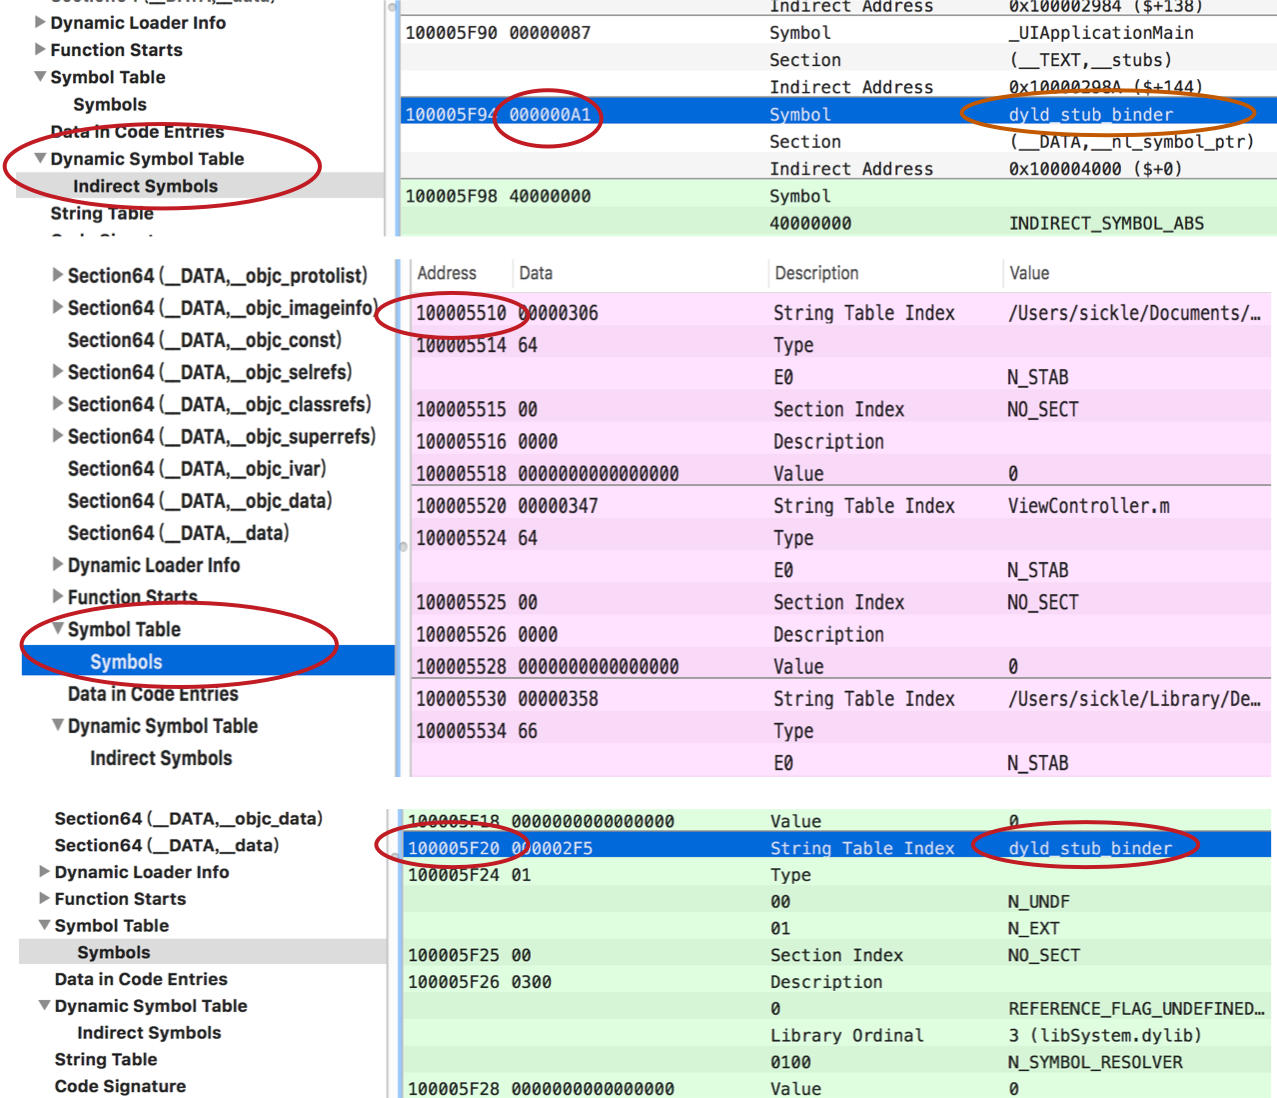 Dynamic Loader Info
Function Starts
Symbol Table
Symbols
Data in Code Entries
Dynamic Symbol Table
Indirect Symbols
String Table
Indirect Address 0x100002984 ($+138)
100005F90 00000087 Symbol _UIApplicationMain
Section (__TEXT,__stubs)
Indirect Address 0x10000298A ($+144)
100005F94 000000A1 Symbol dyld_stub_binder
Section (__DATA,__nl_symbol_ptr)
Indirect Address 0x100004000 ($+0)
100005F98 40000000 Symbol
40000000 INDIRECT_SYMBOL_ABS
Section64 (__DATA,__objc_protolist)
Section64 (__DATA,__objc_imageinfo)
Section64 (__DATA,__objc_const)
Section64 (__DATA,__objc_selrefs)
Section64 (__DATA,__objc_classrefs)
Section64 (__DATA,__objc_superrefs)
Section64 (__DATA,__objc_ivar)
Section64 (__DATA,__objc_data)
Section64 (__DATA,__data)
Dynamic Loader Info
Function Starts
Symbol Table
Symbols
Data in Code Entries
Dynamic Symbol Table
Indirect Symbols
Address Data Description Value
100005510 00000306 String Table Index /Users/sickle/Documents/…
100005514 64 Type
E0 N_STAB
100005515 00 Section Index NO_SECT
100005516 0000 Description
100005518 0000000000000000 Value 0
100005520 00000347 String Table Index ViewController.m
100005524 64 Type
E0 N_STAB
100005525 00 Section Index NO_SECT
100005526 0000 Description
100005528 0000000000000000 Value 0
100005530 00000358 String Table Index /Users/sickle/Library/De…
100005534 66 Type
E0 N_STAB
Section64 (__DATA,__objc_data)
Section64 (__DATA,__data)
Dynamic Loader Info
Function Starts
Symbol Table
Symbols
Data in Code Entries
Dynamic Symbol Table
Indirect Symbols
String Table
Code Signature
100005F18 0000000000000000 Value 0
100005F20 000002F5 String Table Index dyld_stub_binder
100005F24 01 Type
00 N_UNDF
01 N_EXT
100005F25 00 Section Index NO_SECT
100005F26 0300 Description
0 REFERENCE_FLAG_UNDEFINED…
Library Ordinal 3 (libSystem.dylib)
0100 N_SYMBOL_RESOLVER
100005F28 0000000000000000 Value 0